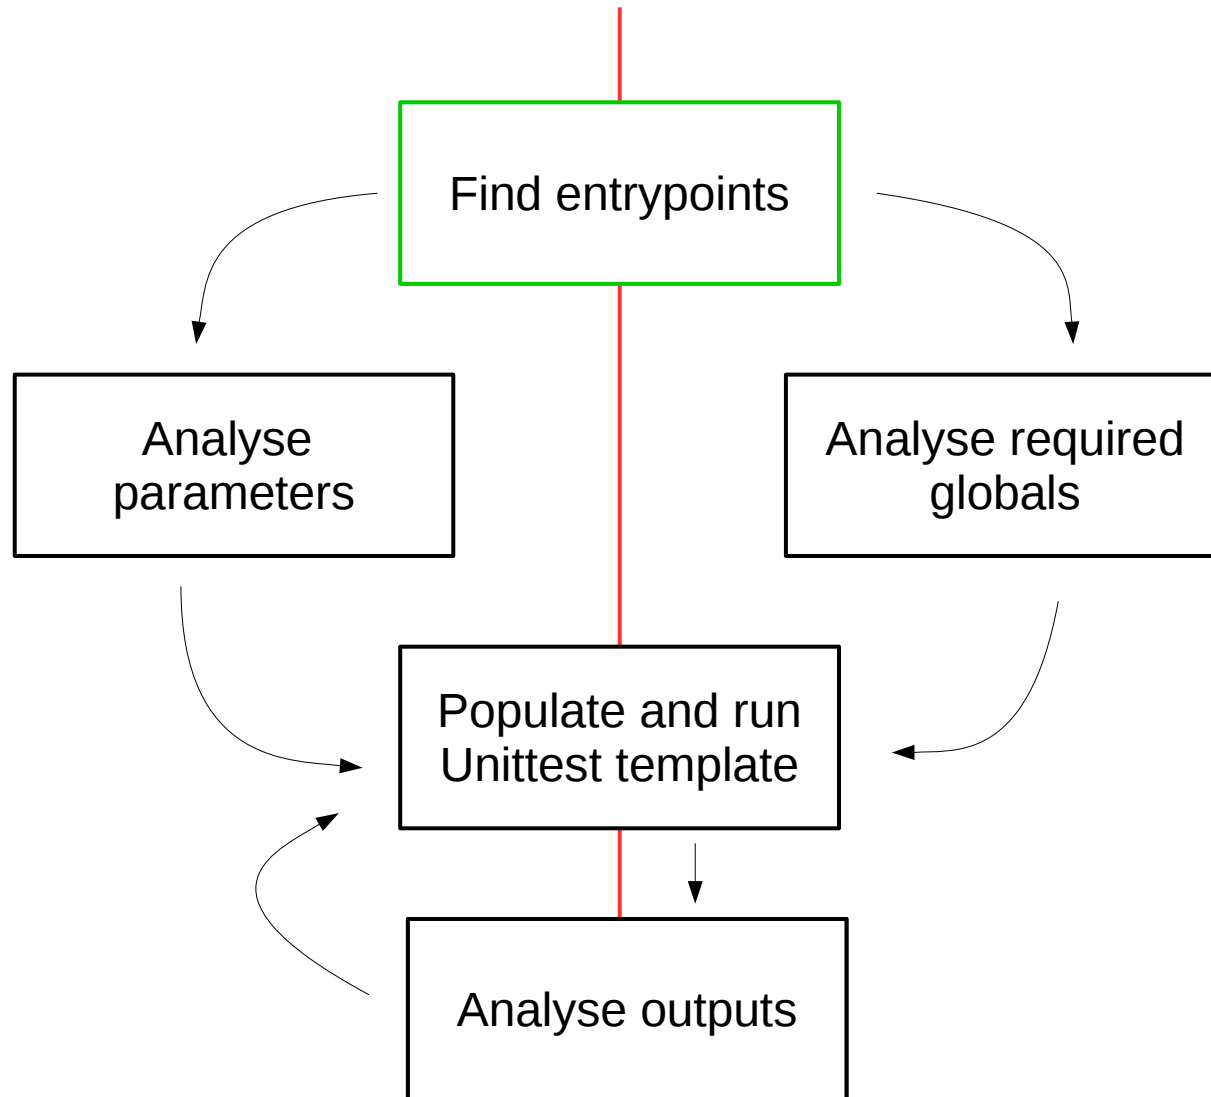 Find entrypoints
Analyse
parameters
Analyse required
globals
Populate and run
Unittest template
Analyse outputs